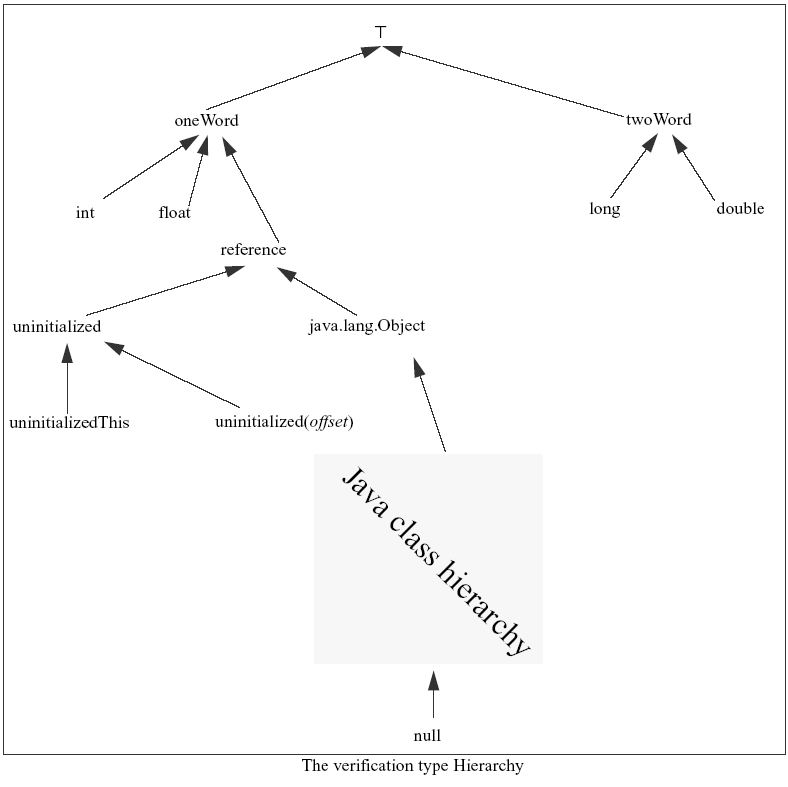 ⊤
oneWord
twoWord
int
float
long
double
reference
uninitialized
java.lang.Object
uninitializedThis
uninitialized(offset)
Java class hierarchy
null
The verification type Hierarchy